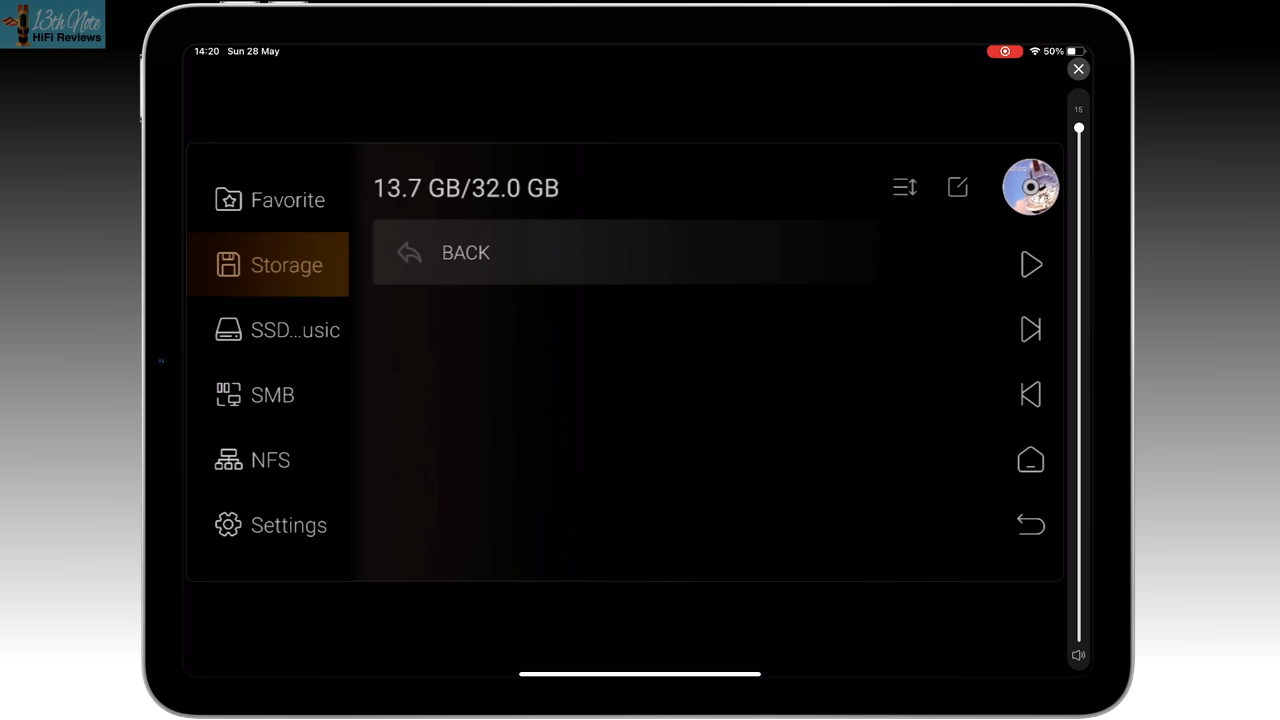 13th Note
HiFi Reviews
14:20 Sun 28 May
50%
15
Favorite
13.7 GB/32.0 GB
Storage
BACK
SSD...usic
SMB
NFS
Settings